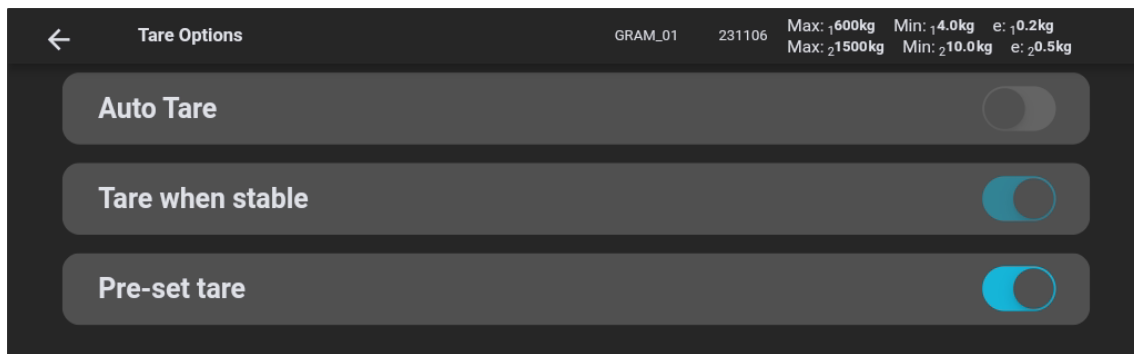 Tare Options
GRAM_01
231106
Max: ₁600kg Min: ₁4.0kg e: ₁0.2kg
Max: ₂1500kg Min: ₂10.0kg e: ₂0.5kg
Auto Tare
Tare when stable
Pre-set tare